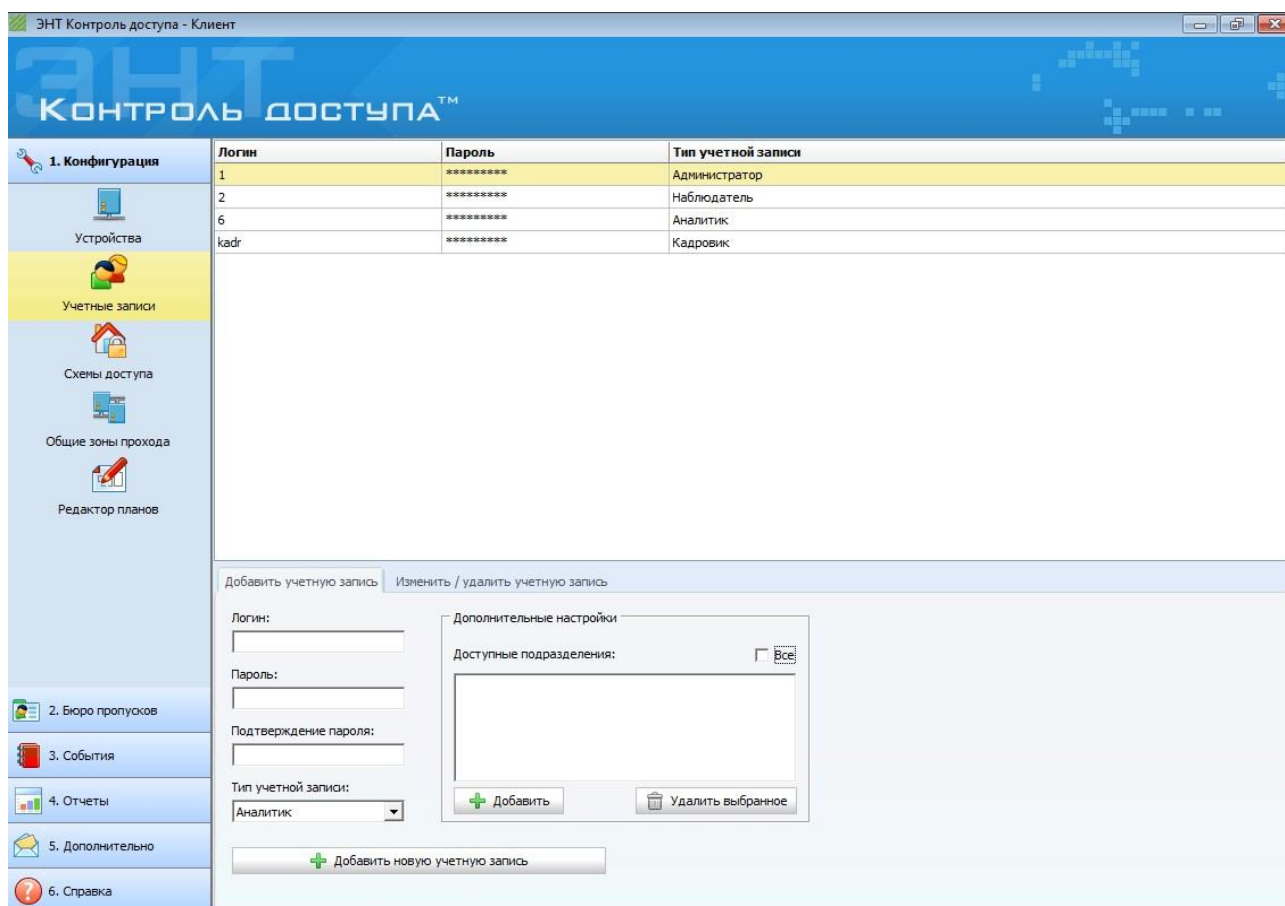 ЭНТ Контроль доступа - Клиент
ЭНТ
КОНТРОЛЬ ДОСТУПА™
1. Конфигурация
Устройства
Учетные записи
Схемы доступа
Общие зоны прохода
Редактор планов
2. Бюро пропусков
3. События
4. Отчеты
5. Дополнительно
6. Справка
Логин Пароль Тип учетной записи
1 ********* Администратор
2 ********* Наблюдатель
6 ********* Аналитик
kadr ********* Кадровик
Добавить учетную запись Изменить / удалить учетную запись
Логин:
Пароль:
Подтверждение пароля:
Тип учетной записи:
Аналитик
Дополнительные настройки
Доступные подразделения: Все
Добавить Удалить выбранное
Добавить новую учетную запись